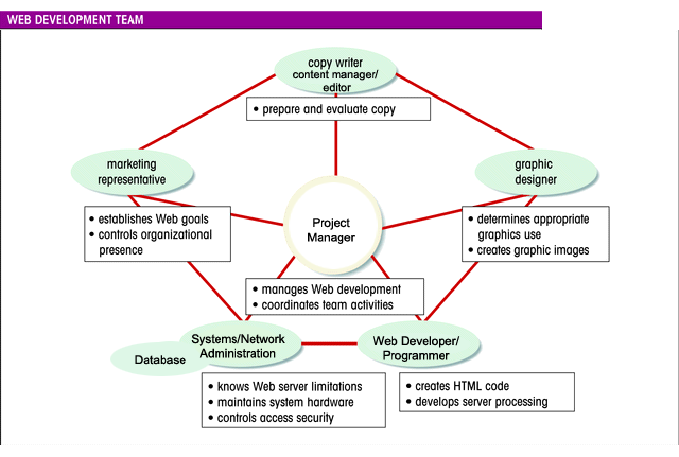 WEB DEVELOPMENT TEAM
copy writer
content manager/
editor
• prepare and evaluate copy
marketing
representative
graphic
designer
• establishes Web goals
• controls organizational
presence
Project
Manager
• determines appropriate
graphics use
• creates graphic images
• manages Web development
• coordinates team activities
Systems/Network
Administration
Database
Web Developer/
Programmer
• knows Web server limitations
• maintains system hardware
• controls access security
• creates HTML code
• develops server processing